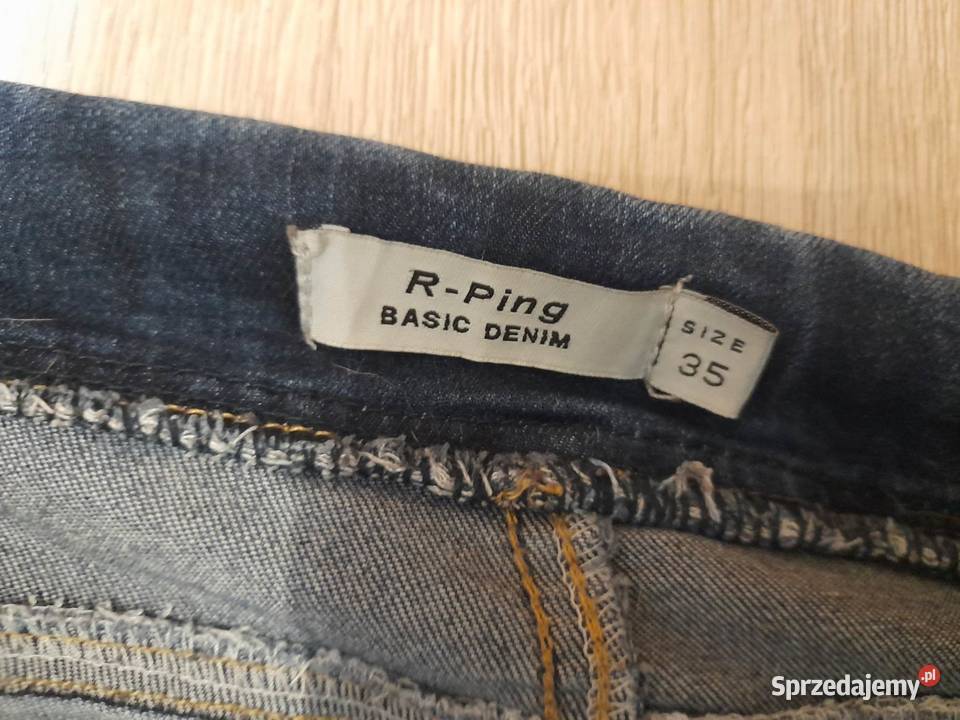 R-Ping
BASIC DENIM
SIZE
35
Sprzedajemy.pl